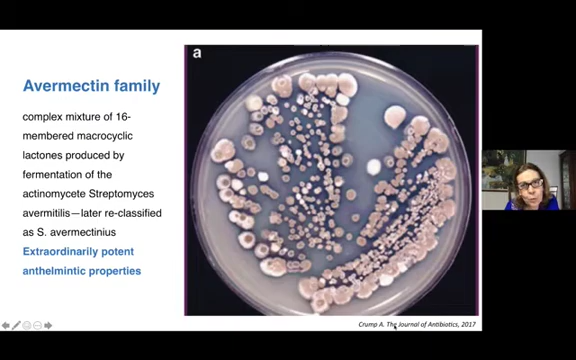 a
Avermectin family
complex mixture of 16-
membered macrocyclic
lactones produced by
fermentation of the
actinomycete Streptomyces
avermitilis—later re-classified
as S. avermectinius
Extraordinarily potent
anthelmintic properties
Crump A. The Journal of Antibiotics, 2017